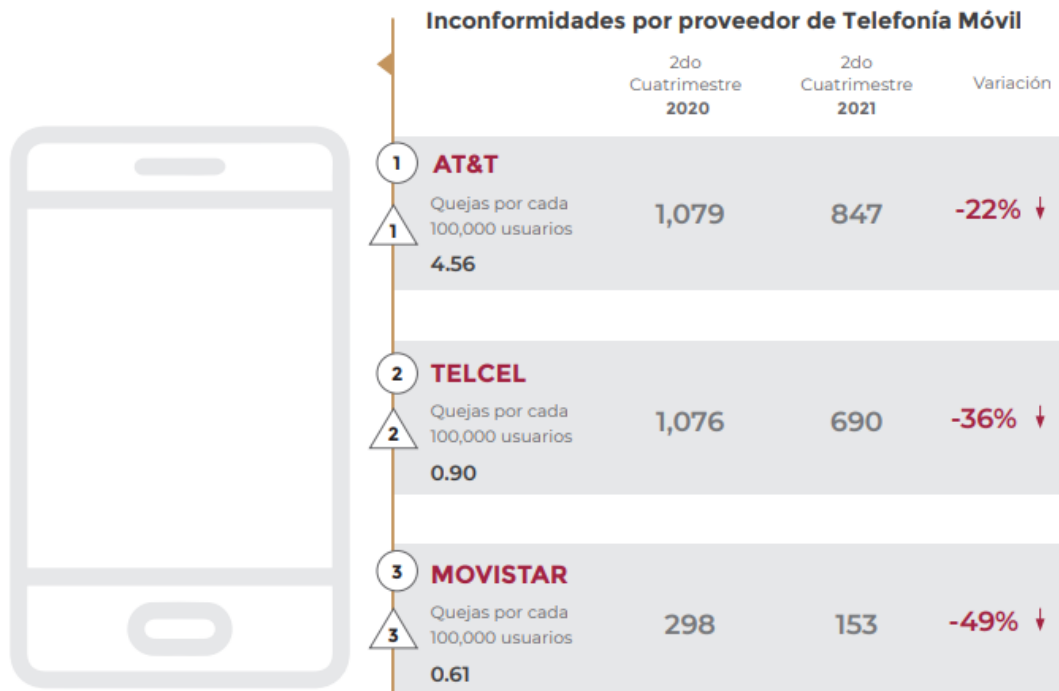 Inconformidades por proveedor de Telefonía Móvil
2do
Cuatrimestre
2020
2do
Cuatrimestre
2021
Variación
1
AT&T
1
Quejas por cada
100,000 usuarios
4.56
1,079
847
-22%
2
TELCEL
2
Quejas por cada
100,000 usuarios
0.90
1,076
690
-36%
3
MOVISTAR
3
Quejas por cada
100,000 usuarios
0.61
298
153
-49%